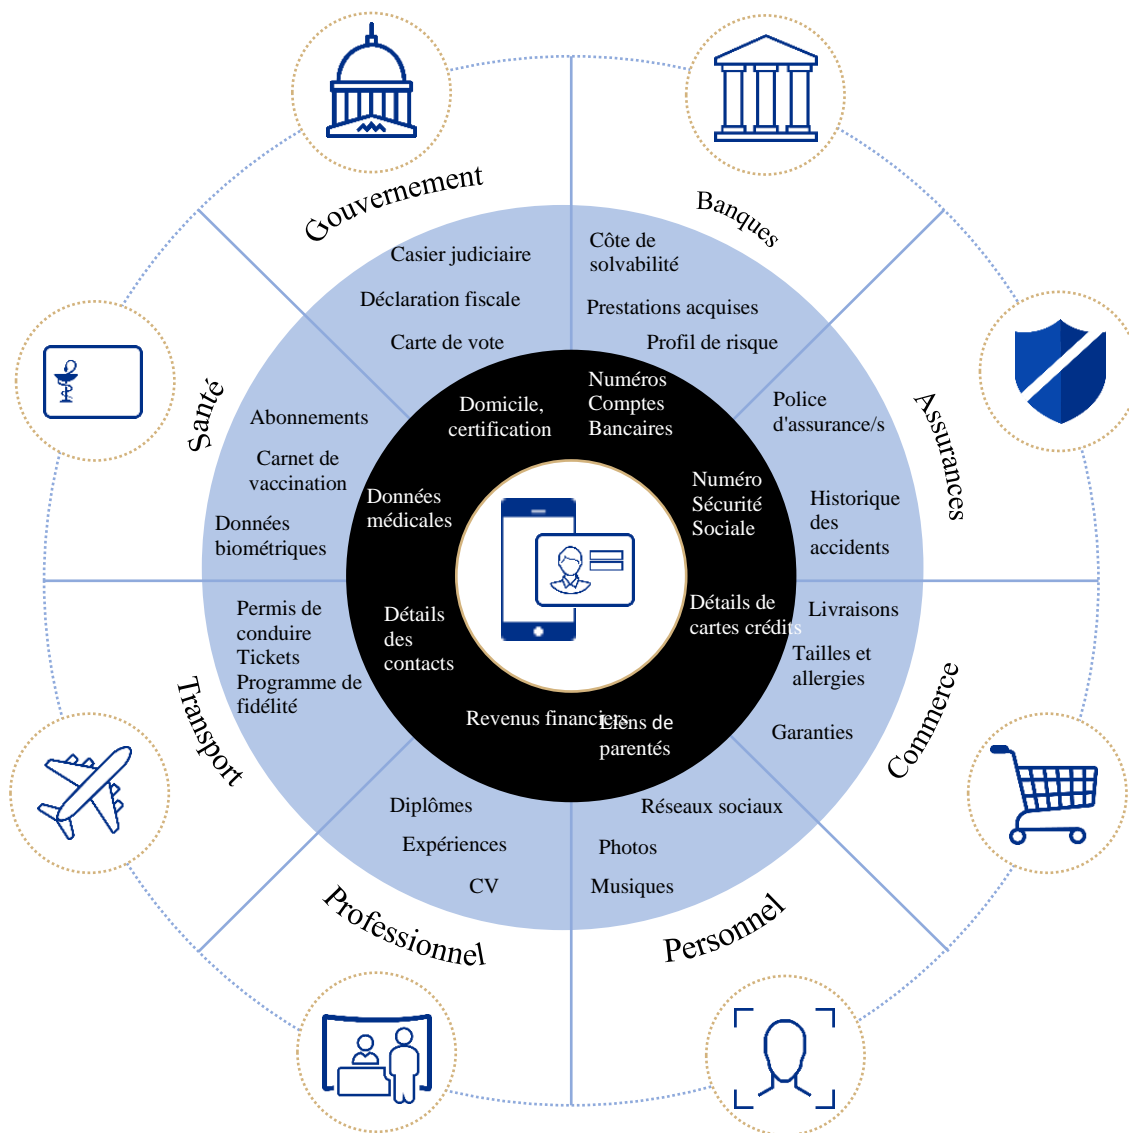 Gouvernement
Banques
Casier judiciaire
Déclaration fiscale
Carte de vote
Côte de
solvabilité
Prestations acquises
Profil de risque
Santé
Abonnements
Carnet de
vaccination
Données
biométriques
Domicile,
certification
Numéros
Comptes
Bancaires
Police
d'assurance/s
Historique
des
accidents
Assurances
Données
médicales
Numéro
Sécurité
Sociale
Permis de
conduire
Tickets
Programme de
fidélité
Transport
Détails
des
contacts
Détails de
cartes crédits
Livraisons
Tailles et
allergies
Garanties
Commerce
Revenus financiers
Liens de
parentés
Diplômes
Expériences
CV
Réseaux sociaux
Photos
Musiques
Professionnel
Personnel